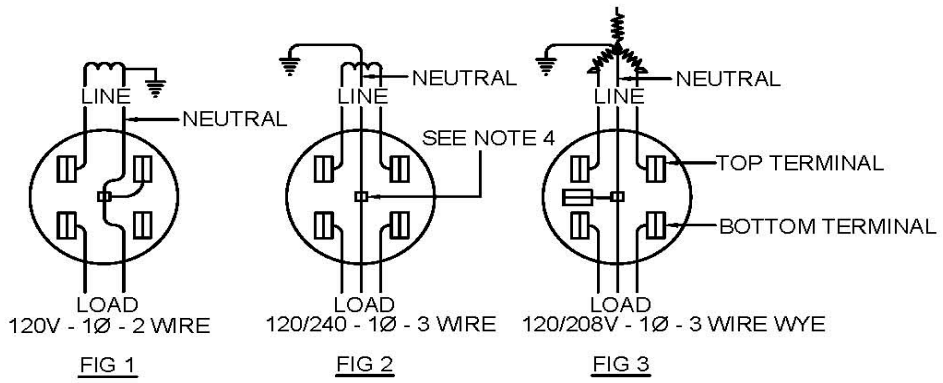 NEUTRAL
NEUTRAL
LINE
LINE
LINE
NEUTRAL
SEE NOTE 4
TOP TERMINAL
BOTTOM TERMINAL
LOAD
LOAD
LOAD
120V - 1Ø - 2 WIRE
120/240 - 1Ø - 3 WIRE
120/208V - 1Ø - 3 WIRE WYE
FIG 1
FIG 2
FIG 3